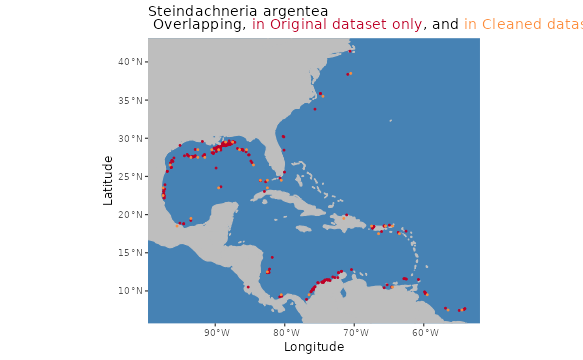 Steindachneria argentea
Overlapping, in Original dataset only, and in Cleaned datas
40°N
35°N
30°N
25°N
20°N
15°N
10°N
Latitude
90°W 80°W 70°W 60°W
Longitude